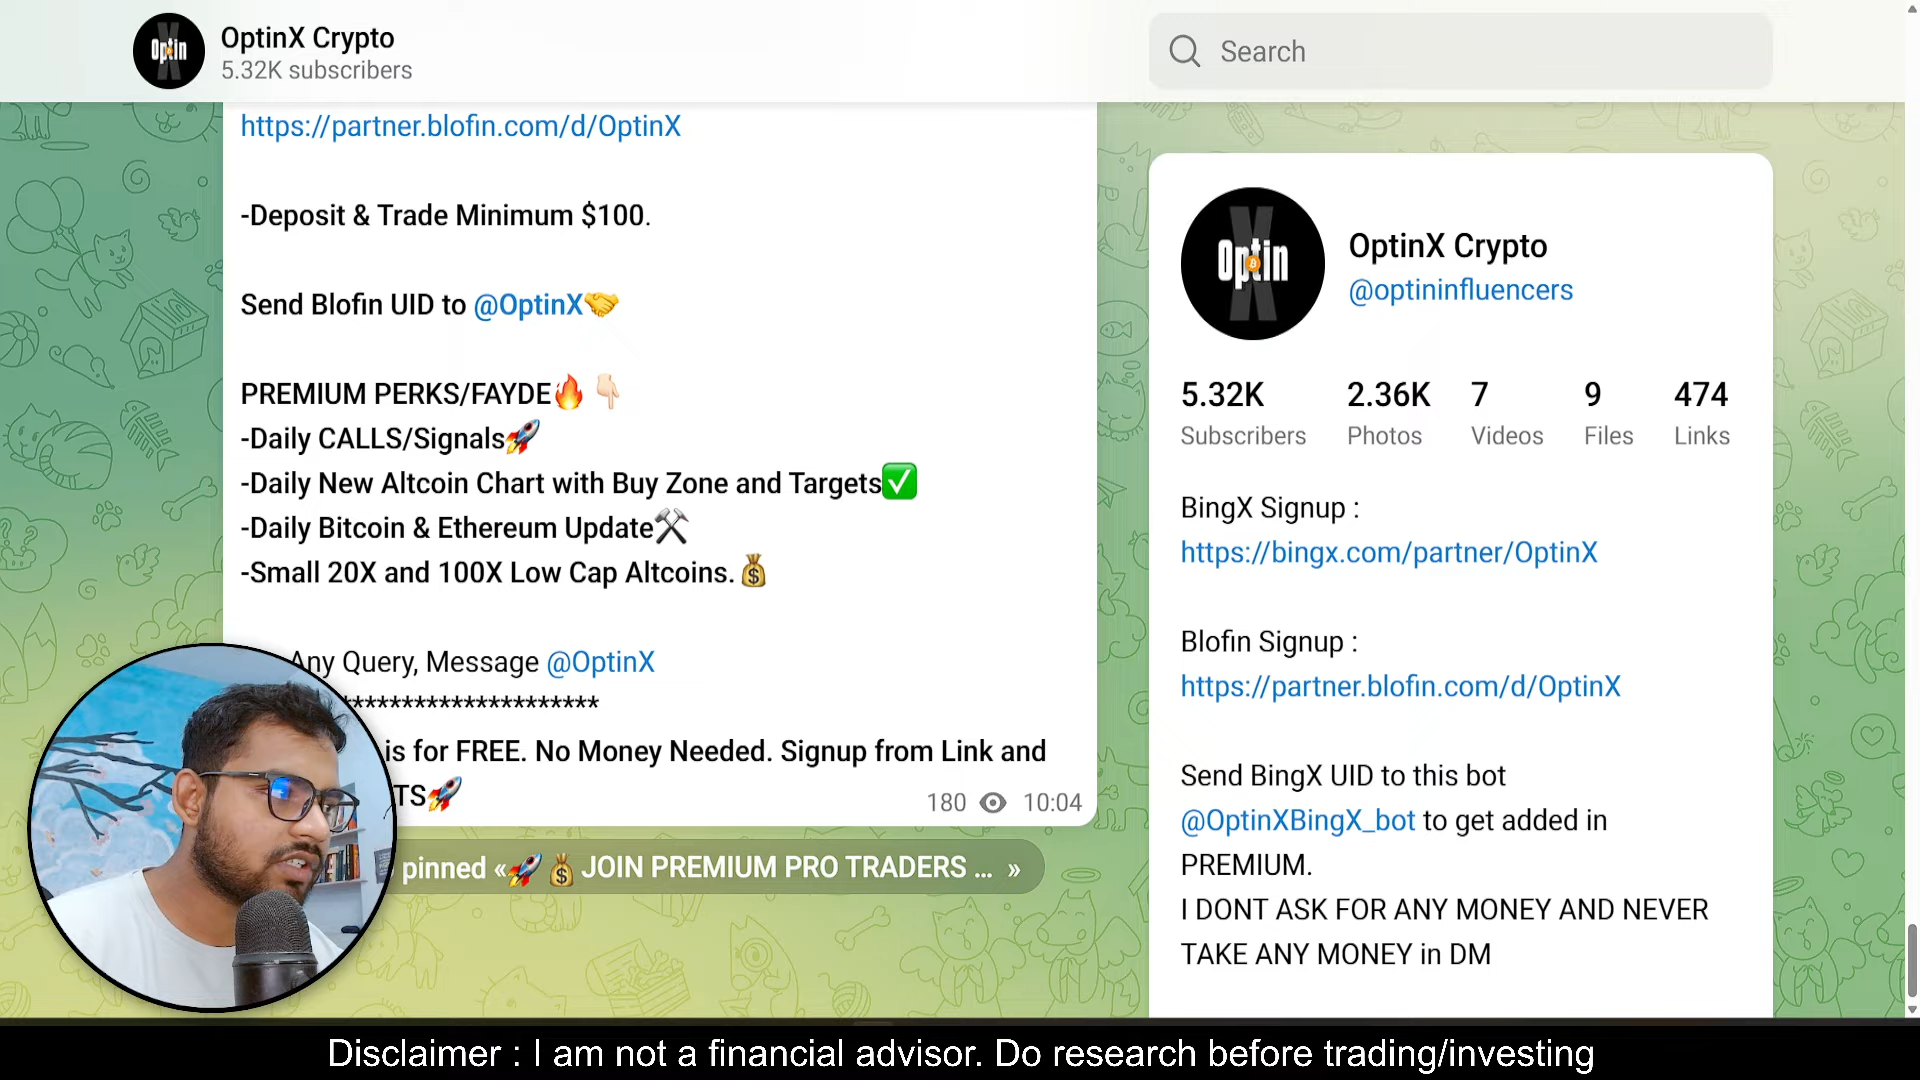 Optin
OptinX Crypto
5.32K subscribers
Search
https://partner.blofin.com/d/OptinX
-Deposit & Trade Minimum $100.
Send Blofin UID to @OptinX🤝
PREMIUM PERKS/FAYDE🔥👇🏻
-Daily CALLS/Signals🚀
-Daily New Altcoin Chart with Buy Zone and Targets✅
-Daily Bitcoin & Ethereum Update⚒
-Small 20X and 100X Low Cap Altcoins.💰
Any Query, Message @OptinX
**********************
is for FREE. No Money Needed. Signup from Link and
TS🚀
180 10:04
pinned «🚀💰 JOIN PREMIUM PRO TRADERS ... »
X
Optin
OptinX Crypto
@optininfluencers
5.32K 2.36K 7 9 474
Subscribers Photos Videos Files Links
BingX Signup :
https://bingx.com/partner/OptinX
Blofin Signup :
https://partner.blofin.com/d/OptinX
Send BingX UID to this bot
@OptinXBingX_bot to get added in
PREMIUM.
I DONT ASK FOR ANY MONEY AND NEVER
TAKE ANY MONEY in DM
Disclaimer : I am not a financial advisor. Do research before trading/investing